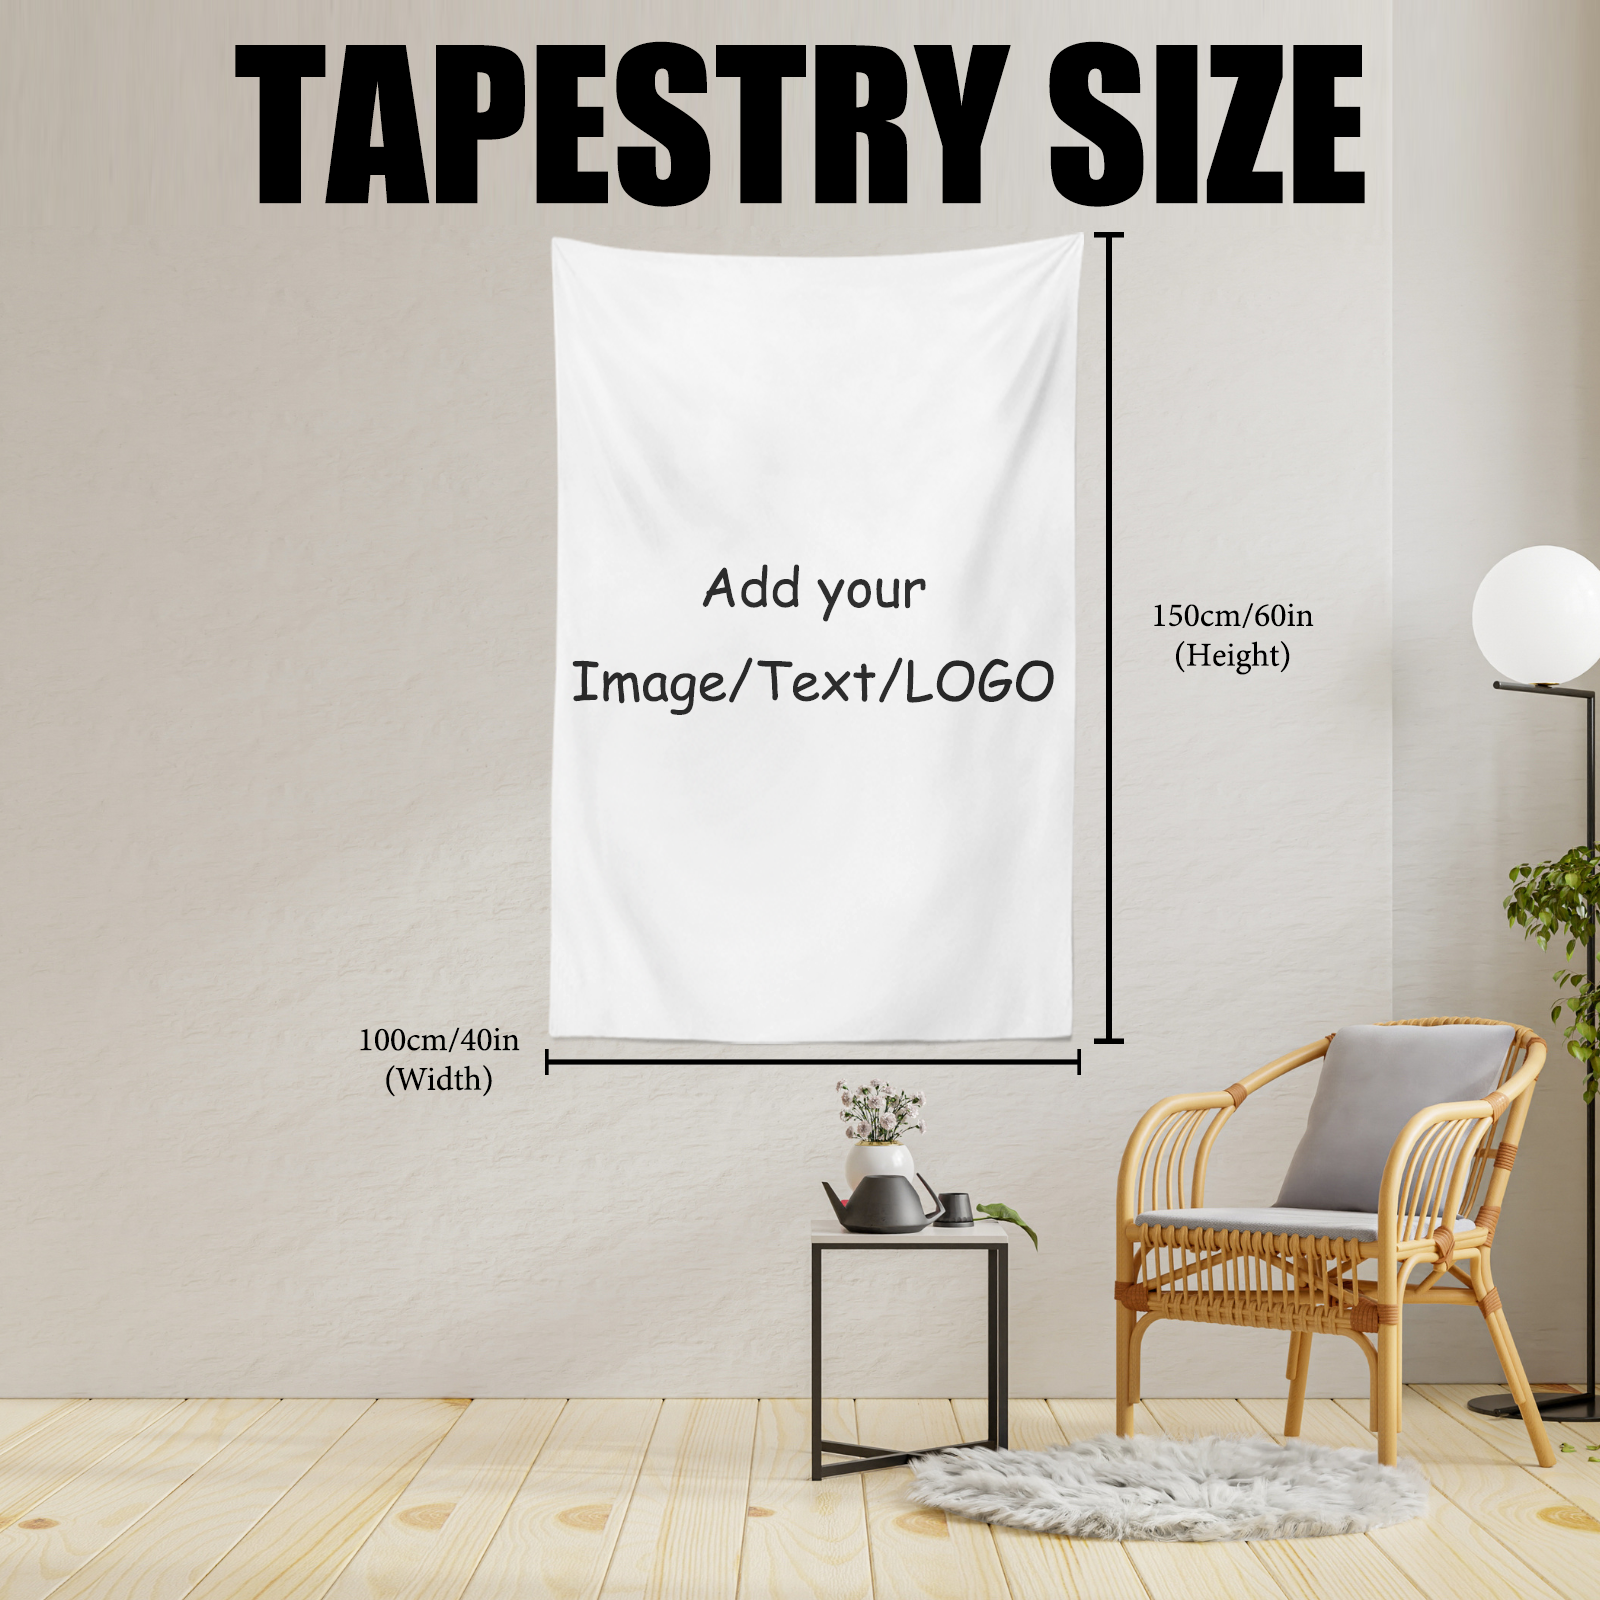 TAPESTRY SIZE
Add your
Image/Text/LOGO
150cm/60in
(Height)
100cm/40in
(Width)